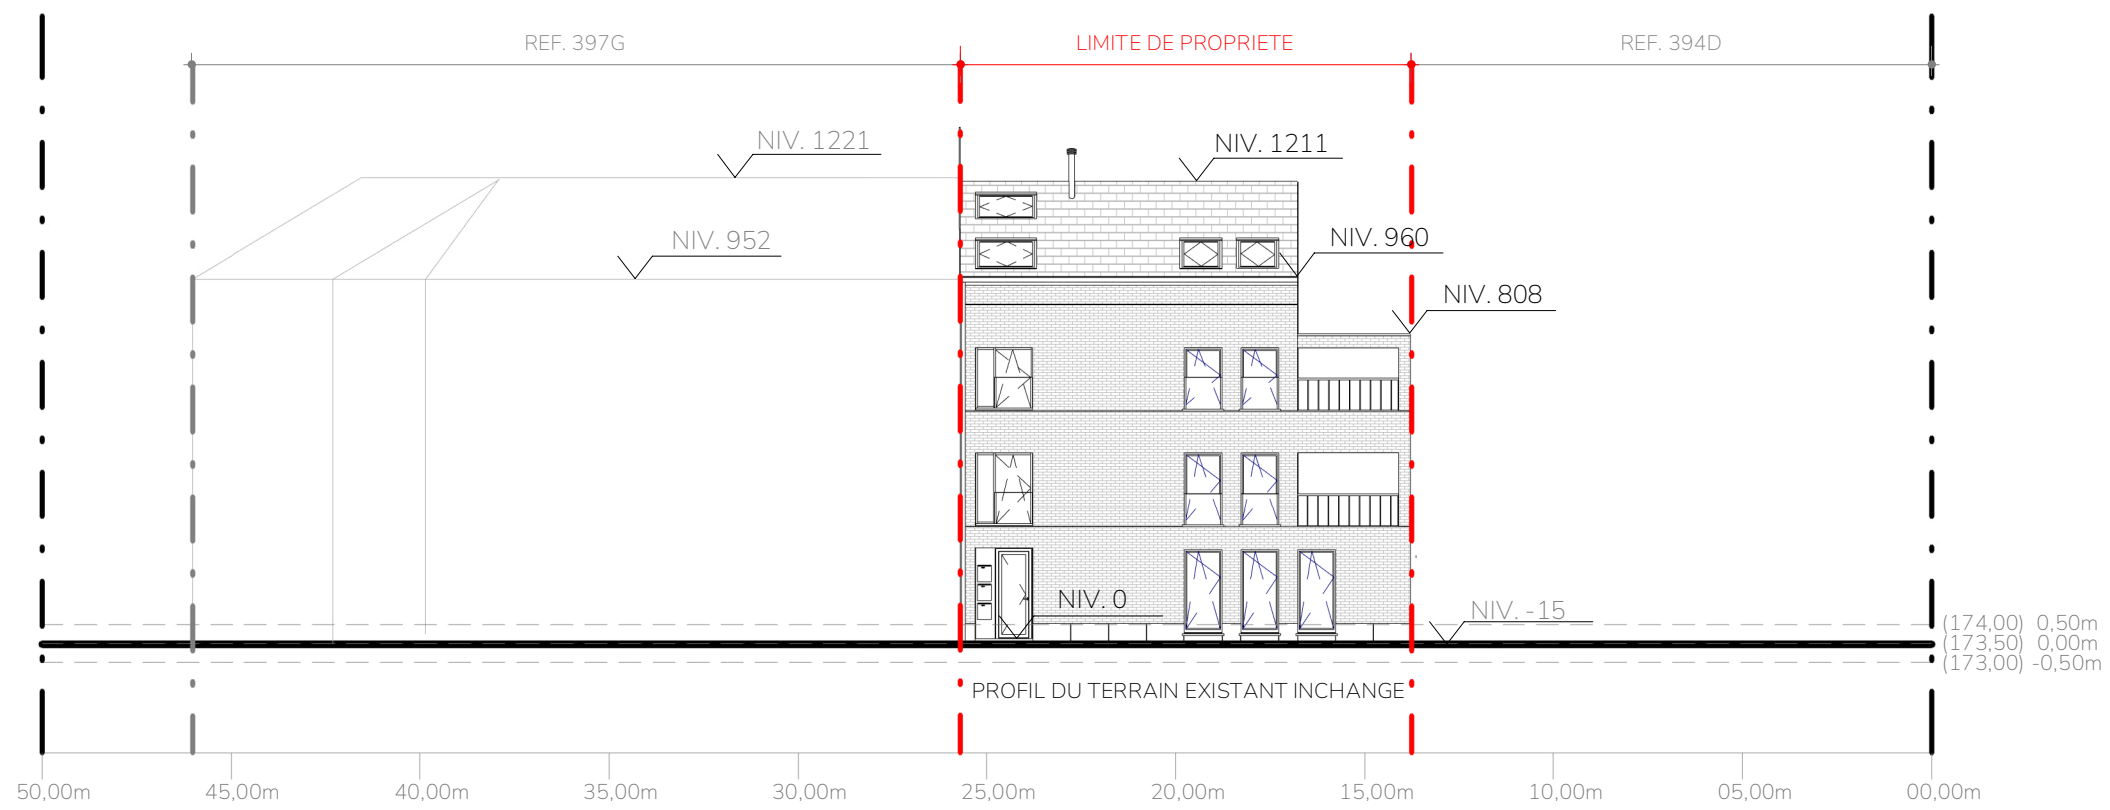 REF. 397G
LIMITE DE PROPRIETE
REF. 394D
NIV. 1221
NIV. 1211
NIV. 952
NIV. 960
NIV. 808
NIV. 0
NIV. -15
(174,00) 0,50m
(173,50) 0,00m
(173,00) -0,50m
PROFIL DU TERRAIN EXISTANT INCHANGE
50,00m 45,00m 40,00m 35,00m 30,00m 25,00m 20,00m 15,00m 10,00m 05,00m 00,00m